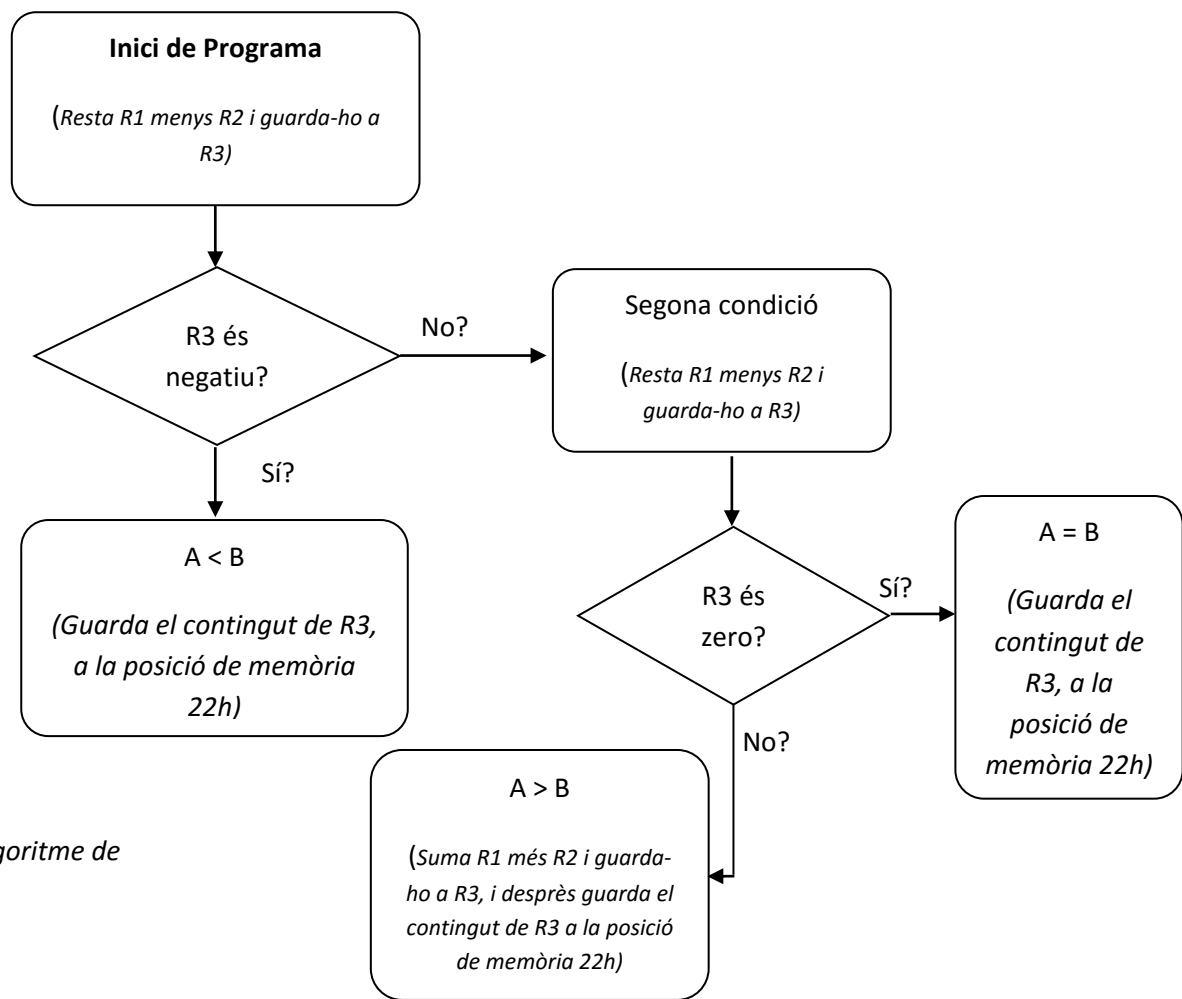 Inici de Programa
(Resta R1 menys R2 i guarda-ho a
R3)
R3 és
negatiu?
No?
Sí?
Segona condició
(Resta R1 menys R2 i
guarda-ho a R3)
A < B
(Guarda el contingut de R3,
a la posició de memòria
22h)
R3 és
zero?
Sí?
No?
A = B
(Guarda el
contingut de
R3, a la
posició de
memòria 22h)
A > B
(Suma R1 més R2 i guarda-
ho a R3, i desprès guarda el
contingut de R3 a la posició
de memòria 22h)
goritme de